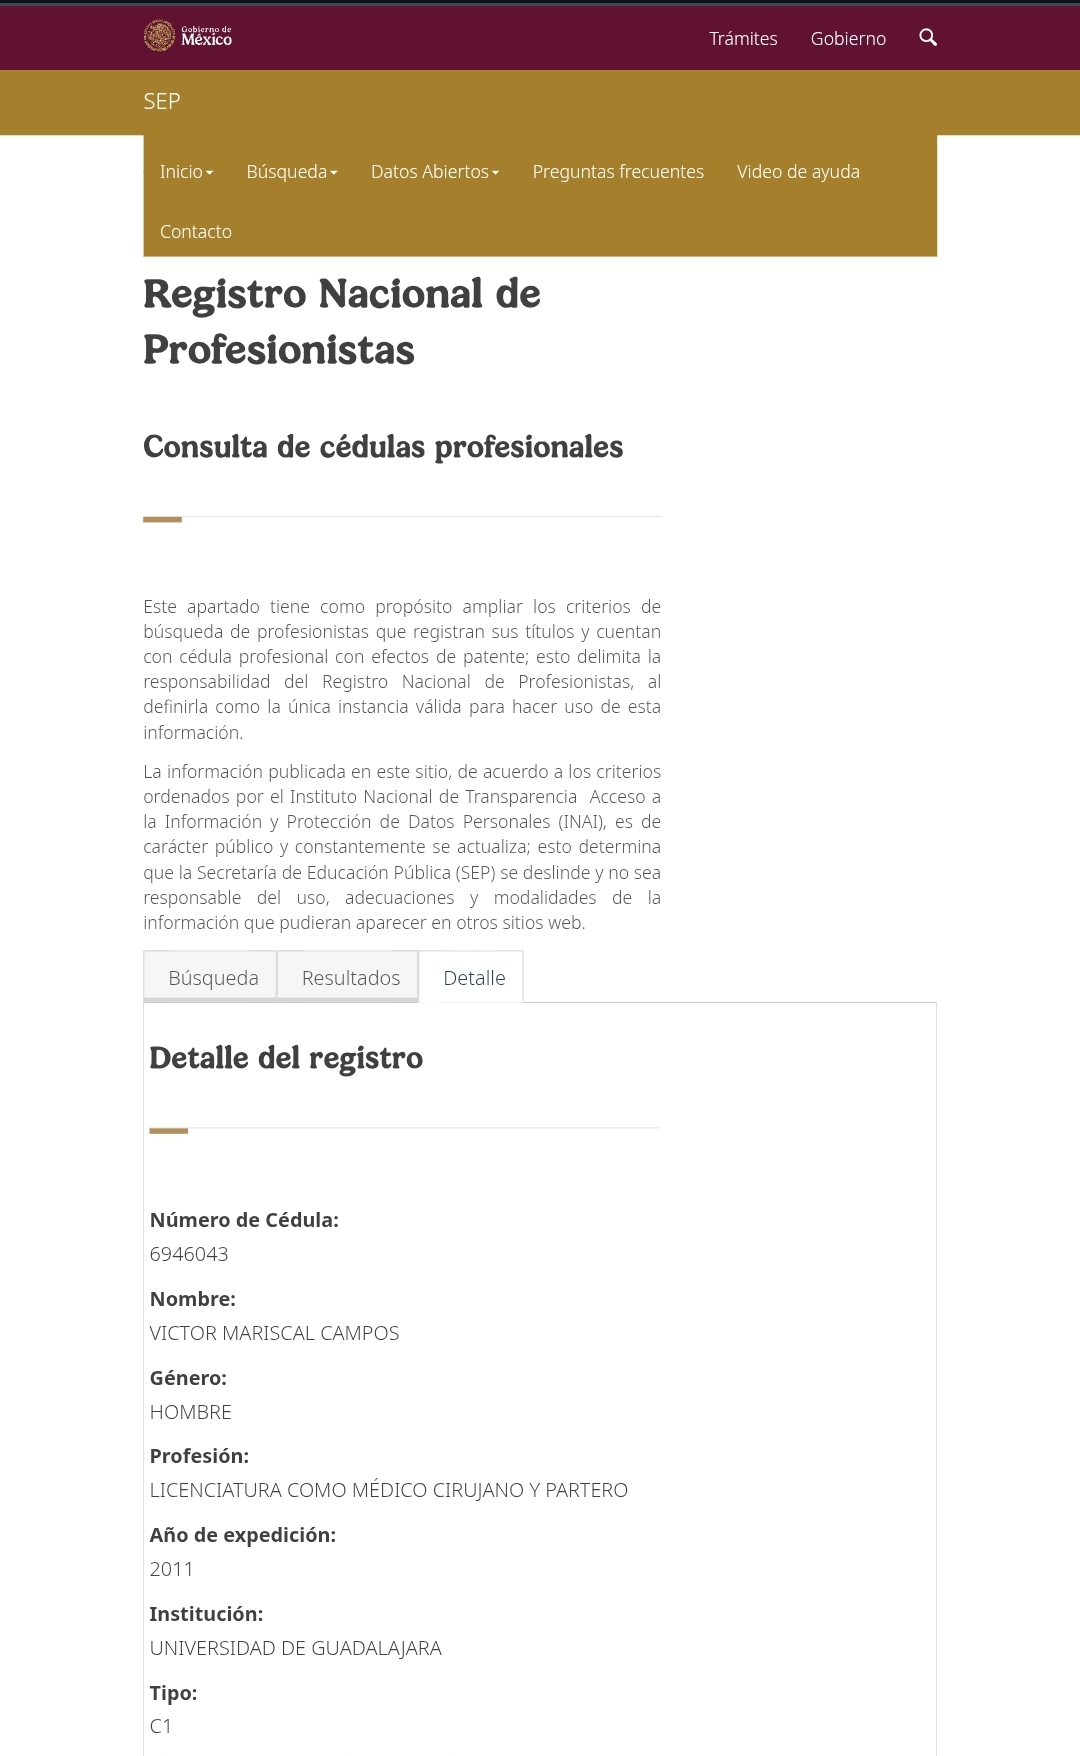 Gobierno de
México
Trámites
Gobierno
SEP
Inicio
Búsqueda
Datos Abiertos
Preguntas frecuentes
Video de ayuda
Contacto
Registro Nacional de
Profesionistas
Consulta de cédulas profesionales
Este apartado tiene como propósito ampliar los criterios de
búsqueda de profesionistas que registran sus títulos y cuentan
con cédula profesional con efectos de patente; esto delimita la
responsabilidad del Registro Nacional de Profesionistas, al
definirla como la única instancia válida para hacer uso de esta
información.
La información publicada en este sitio, de acuerdo a los criterios
ordenados por el Instituto Nacional de Transparencia Acceso a
la Información y Protección de Datos Personales (INAI), es de
carácter público y constantemente se actualiza; esto determina
que la Secretaría de Educación Pública (SEP) se deslinde y no sea
responsable del uso, adecuaciones y modalidades de la
información que pudieran aparecer en otros sitios web.
Búsqueda
Resultados
Detalle
Detalle del registro
Número de Cédula:
6946043
Nombre:
VICTOR MARISCAL CAMPOS
Género:
HOMBRE
Profesión:
LICENCIATURA COMO MÉDICO CIRUJANO Y PARTERO
Año de expedición:
2011
Institución:
UNIVERSIDAD DE GUADALAJARA
Tipo:
C1